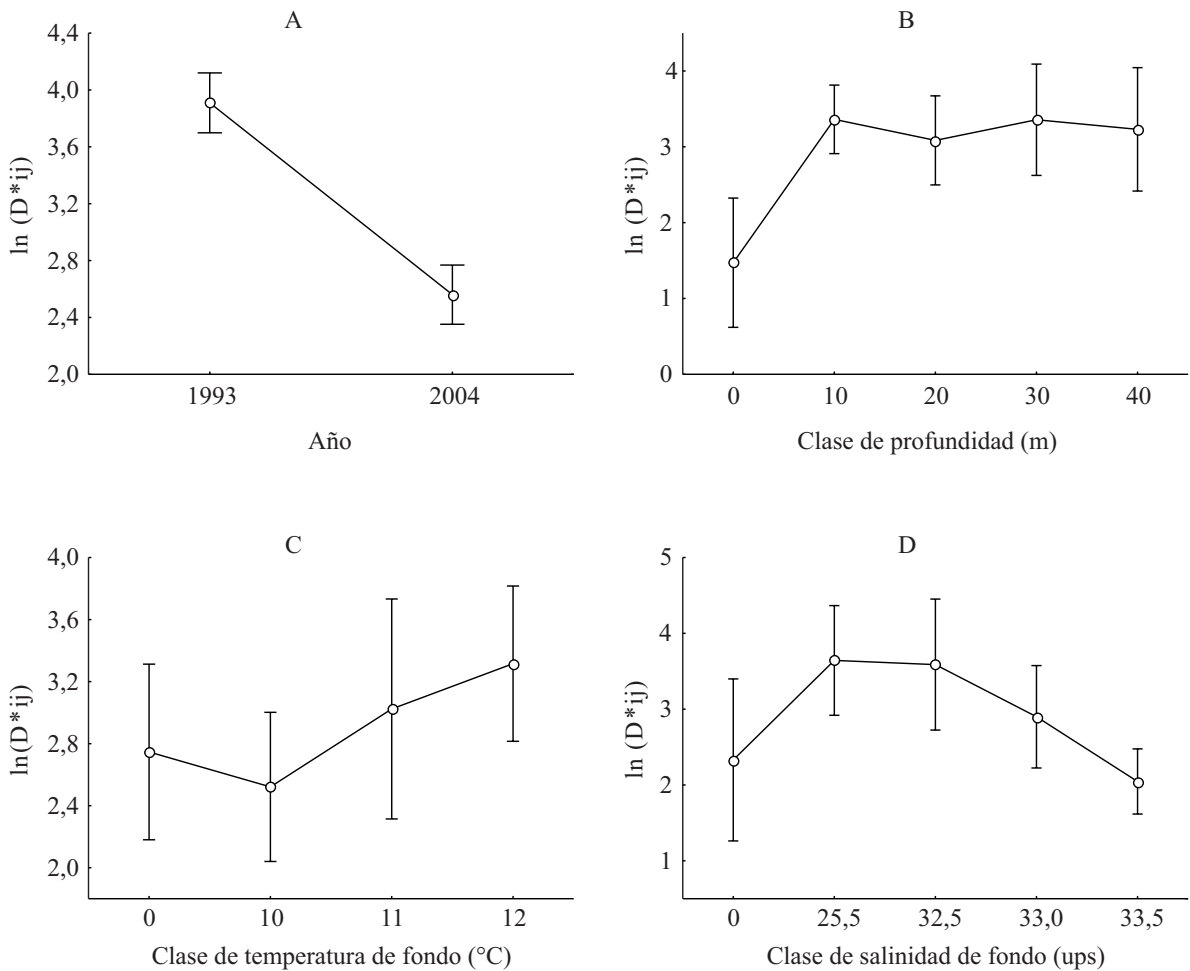 A
4,4
4,0
3,6
3,2
2,8
2,4
2,0
ln (D*ij)
1993 2004
Año
B
4
3
2
1
0
ln (D*ij)
0 10 20 30 40
Clase de profundidad (m)
C
4,0
3,6
3,2
2,8
2,4
2,0
ln(D*ij)
0 10 11 12
Clase de temperatura de fondo (°C)
D
5
4
3
2
1
ln (D*ij)
0 25,5 32,5 33,0 33,5
Clase de salinidad de fondo (ups)